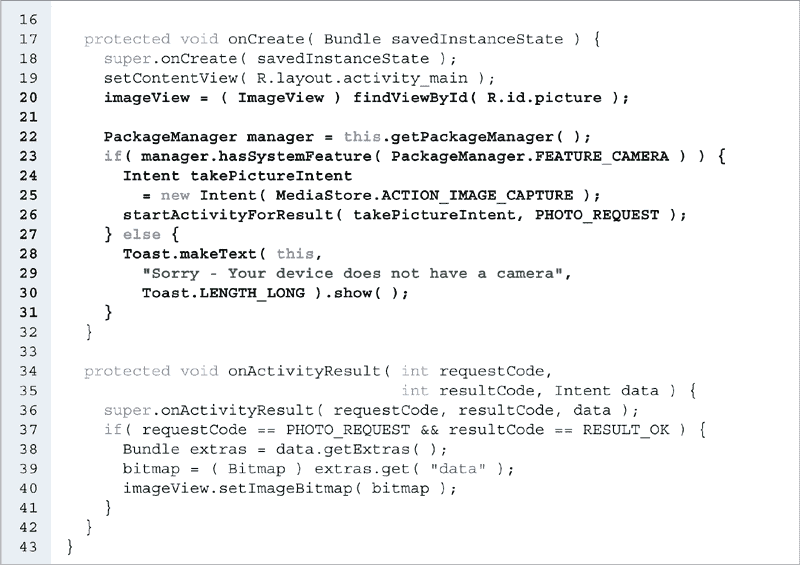 16
17 protected void onCreate( Bundle savedInstanceState ) {
18 super.onCreate( savedInstanceState );
19 setContentView( R.layout.activity_main );
20 imageView = ( ImageView ) findViewById( R.id.picture );
21
22 PackageManager manager = this.getPackageManager( );
23 if( manager.hasSystemFeature( PackageManager.FEATURE_CAMERA ) ) {
24 Intent takePictureIntent
25 = new Intent( MediaStore.ACTION_IMAGE_CAPTURE );
26 startActivityForResult( takePictureIntent, PHOTO_REQUEST );
27 } else {
28 Toast.makeText( this,
29 "Sorry - Your device does not have a camera",
30 Toast.LENGTH_LONG ).show( );
31 }
32 }
33
34 protected void onActivityResult( int requestCode,
35 int resultCode, Intent data ) {
36 super.onActivityResult( requestCode, resultCode, data );
37 if( requestCode == PHOTO_REQUEST && resultCode == RESULT_OK ) {
38 Bundle extras = data.getExtras( );
39 bitmap = ( Bitmap ) extras.get( "data" );
40 imageView.setImageBitmap( bitmap );
41 }
42 }
43 }